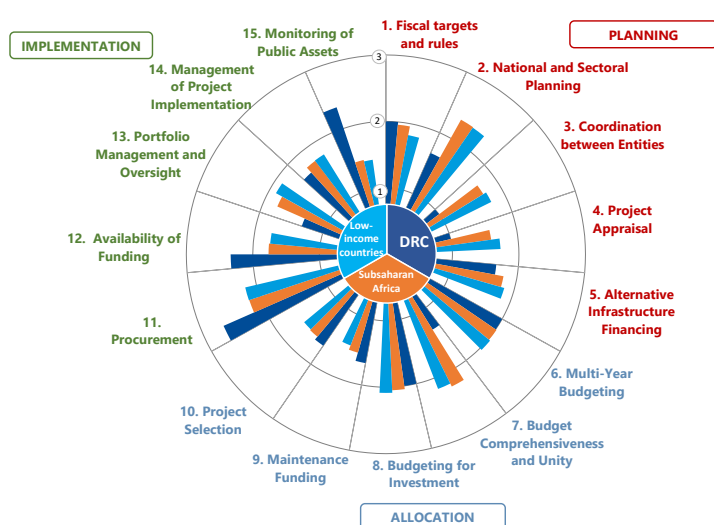 IMPLEMENTATION
PLANNING
1. Fiscal targets
and rules
2. National and Sectoral
Planning
3. Coordination
between Entities
4. Project
Appraisal
5. Alternative
Infrastructure
Financing
6. Multi-Year
Budgeting
7. Budget
Comprehensiveness
and Unity
8. Budgeting for
Investment
9. Maintenance
Funding
10. Project
Selection
11.
Procurement
12. Availability of
Funding
13. Portfolio
Management and
Oversight
14. Management
of Project
Implementation
15. Monitoring of
Public Assets
3
2
1
Low-
income
countries
DRC
Subsaharan
Africa
ALLOCATION